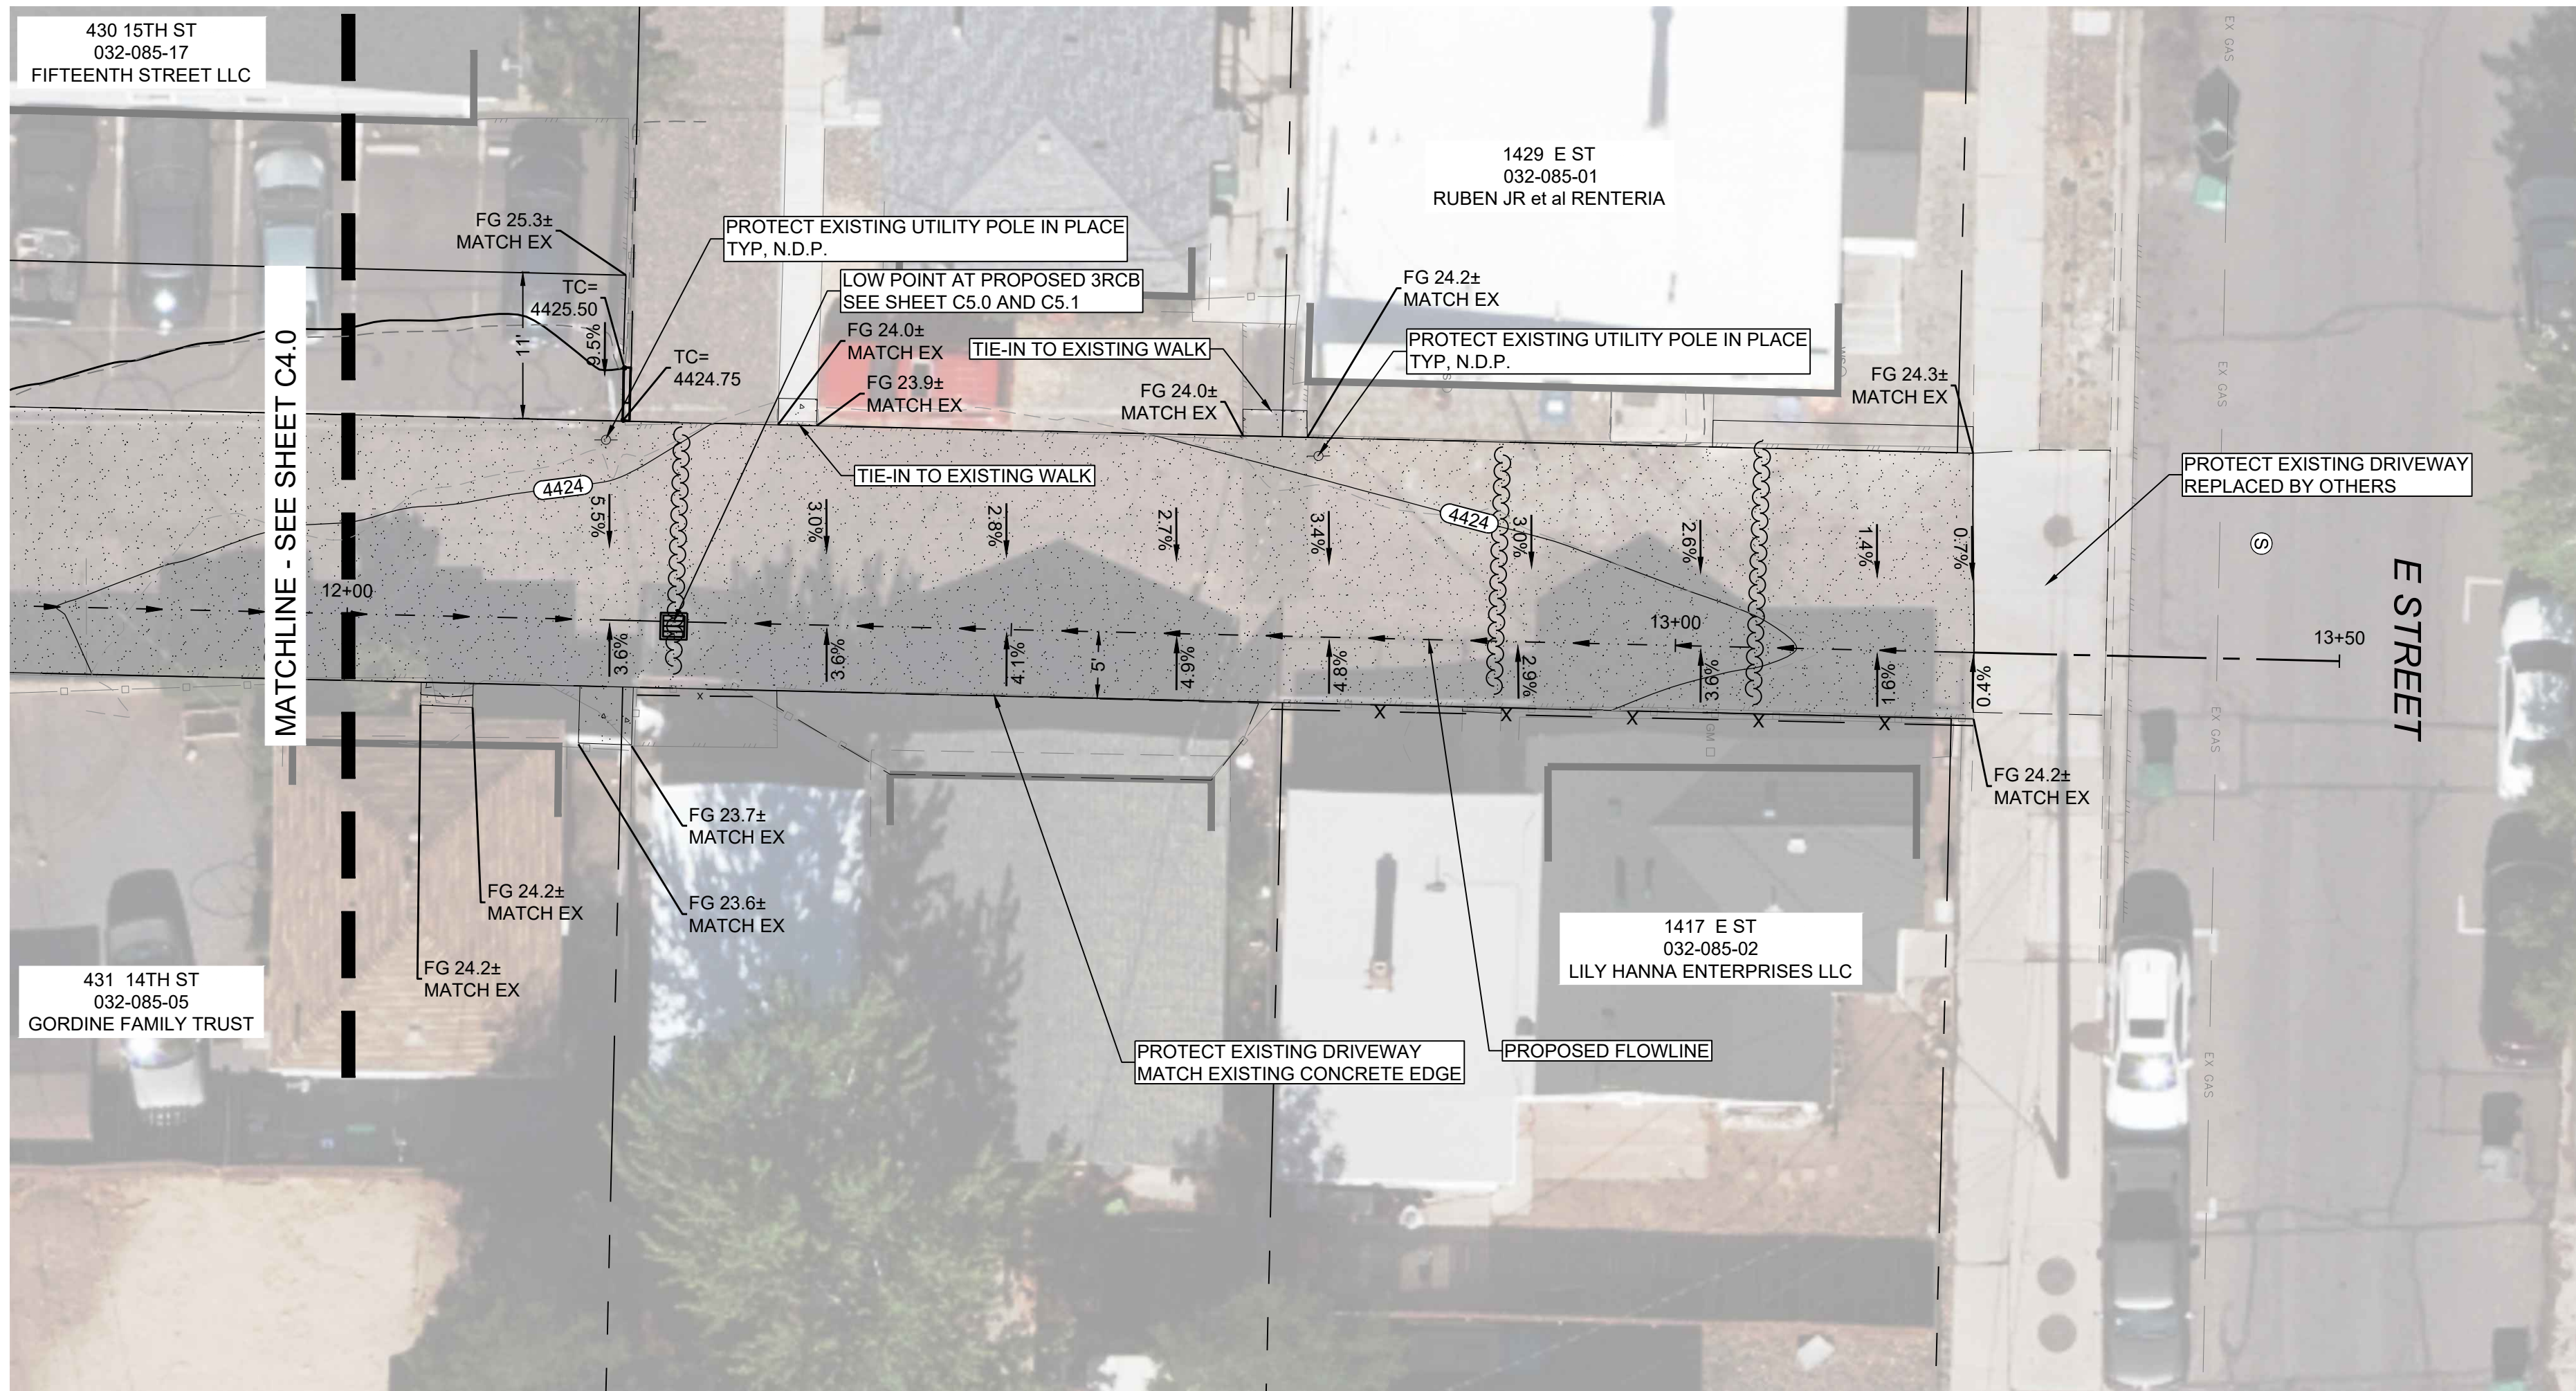 430 15TH ST
032-085-17
FIFTEENTH STREET LLC
EX GAS
1429 E ST
032-085-01
RUBEN JR et al RENTERIA
FG 25.3±
MATCH EX
PROTECT EXISTING UTILITY POLE IN PLACE
TYP, N.D.P.
LOW POINT AT PROPOSED 3RCB
SEE SHEET C5.0 AND C5.1
TC=
4425.50
9.5%
11'
TC=
4424.75
FG 24.0±
MATCH EX
FG 23.9±
MATCH EX
TIE-IN TO EXISTING WALK
FG 24.0±
MATCH EX
FG 24.2±
MATCH EX
PROTECT EXISTING UTILITY POLE IN PLACE
TYP, N.D.P.
FG 24.3±
MATCH EX
EX GAS
MATCHLINE - SEE SHEET C4.0
TIE-IN TO EXISTING WALK
PROTECT EXISTING DRIVEWAY
REPLACED BY OTHERS
4424
4424
5.5%
3.0%
2.8%
2.7%
3.4%
3.0%
2.6%
1.4%
0.7%
S
12+00
13+00
13+50
E STREET
3.6%
3.6%
4.1%
5'
4.9%
4.8%
2.9%
3.6%
1.6%
0.4%
x
X
X
X
X
X
GM
EX GAS
FG 24.2±
MATCH EX
FG 23.7±
MATCH EX
FG 24.2±
MATCH EX
FG 23.6±
MATCH EX
FG 24.2±
MATCH EX
431 14TH ST
032-085-05
GORDINE FAMILY TRUST
1417 E ST
032-085-02
LILY HANNA ENTERPRISES LLC
PROTECT EXISTING DRIVEWAY
MATCH EXISTING CONCRETE EDGE
PROPOSED FLOWLINE
EX GAS